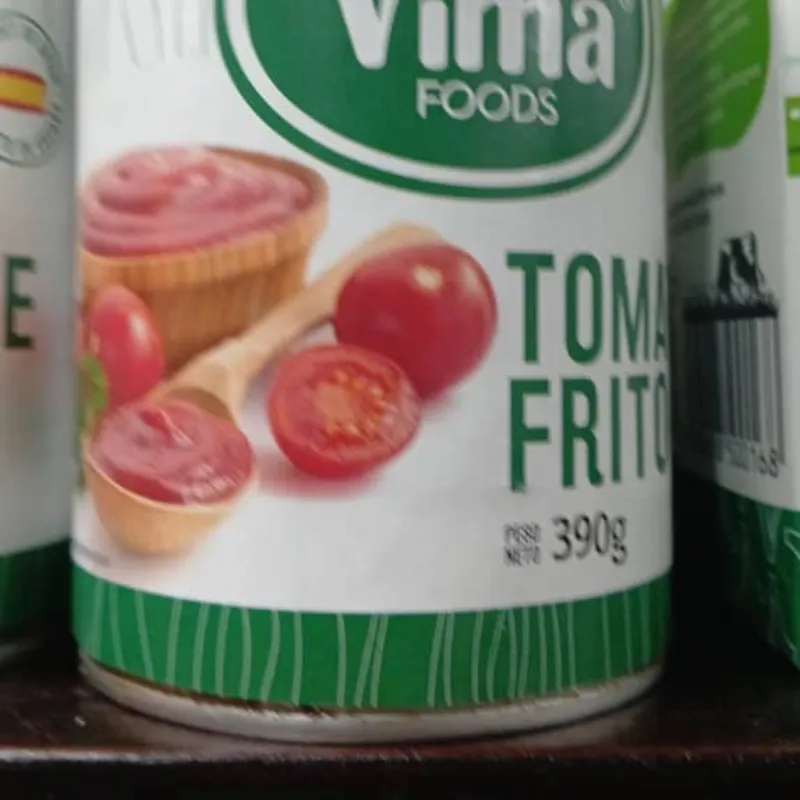 Vima
FOODS
E
TOMA
FRITO
PESO
NETO
390g